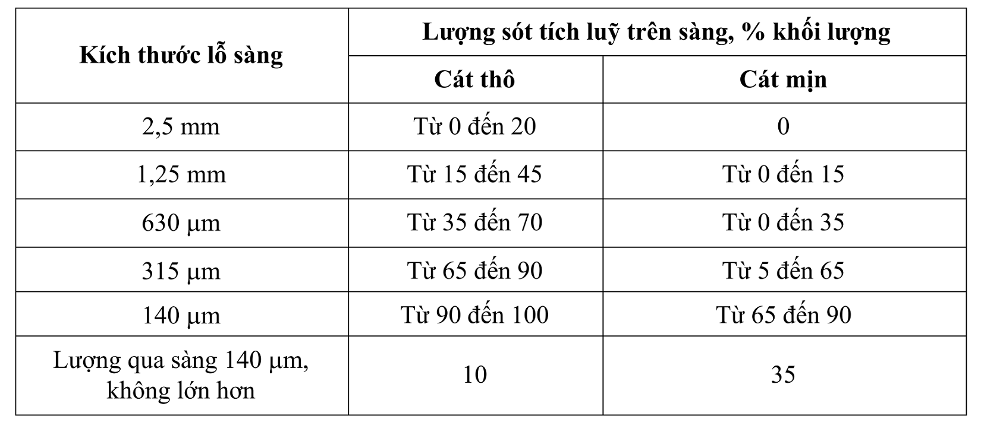 Kích thước lỗ sàng
Lượng sót tích luỹ trên sàng, % khối lượng
Cát thô
Cát mịn
2,5 mm
Từ 0 đến 20
0
1,25 mm
Từ 15 đến 45
Từ 0 đến 15
630 μm
Từ 35 đến 70
Từ 0 đến 35
315 μm
Từ 65 đến 90
Từ 5 đến 65
140 μm
Từ 90 đến 100
Từ 65 đến 90
Lượng qua sàng 140 μm,
không lớn hơn
10
35